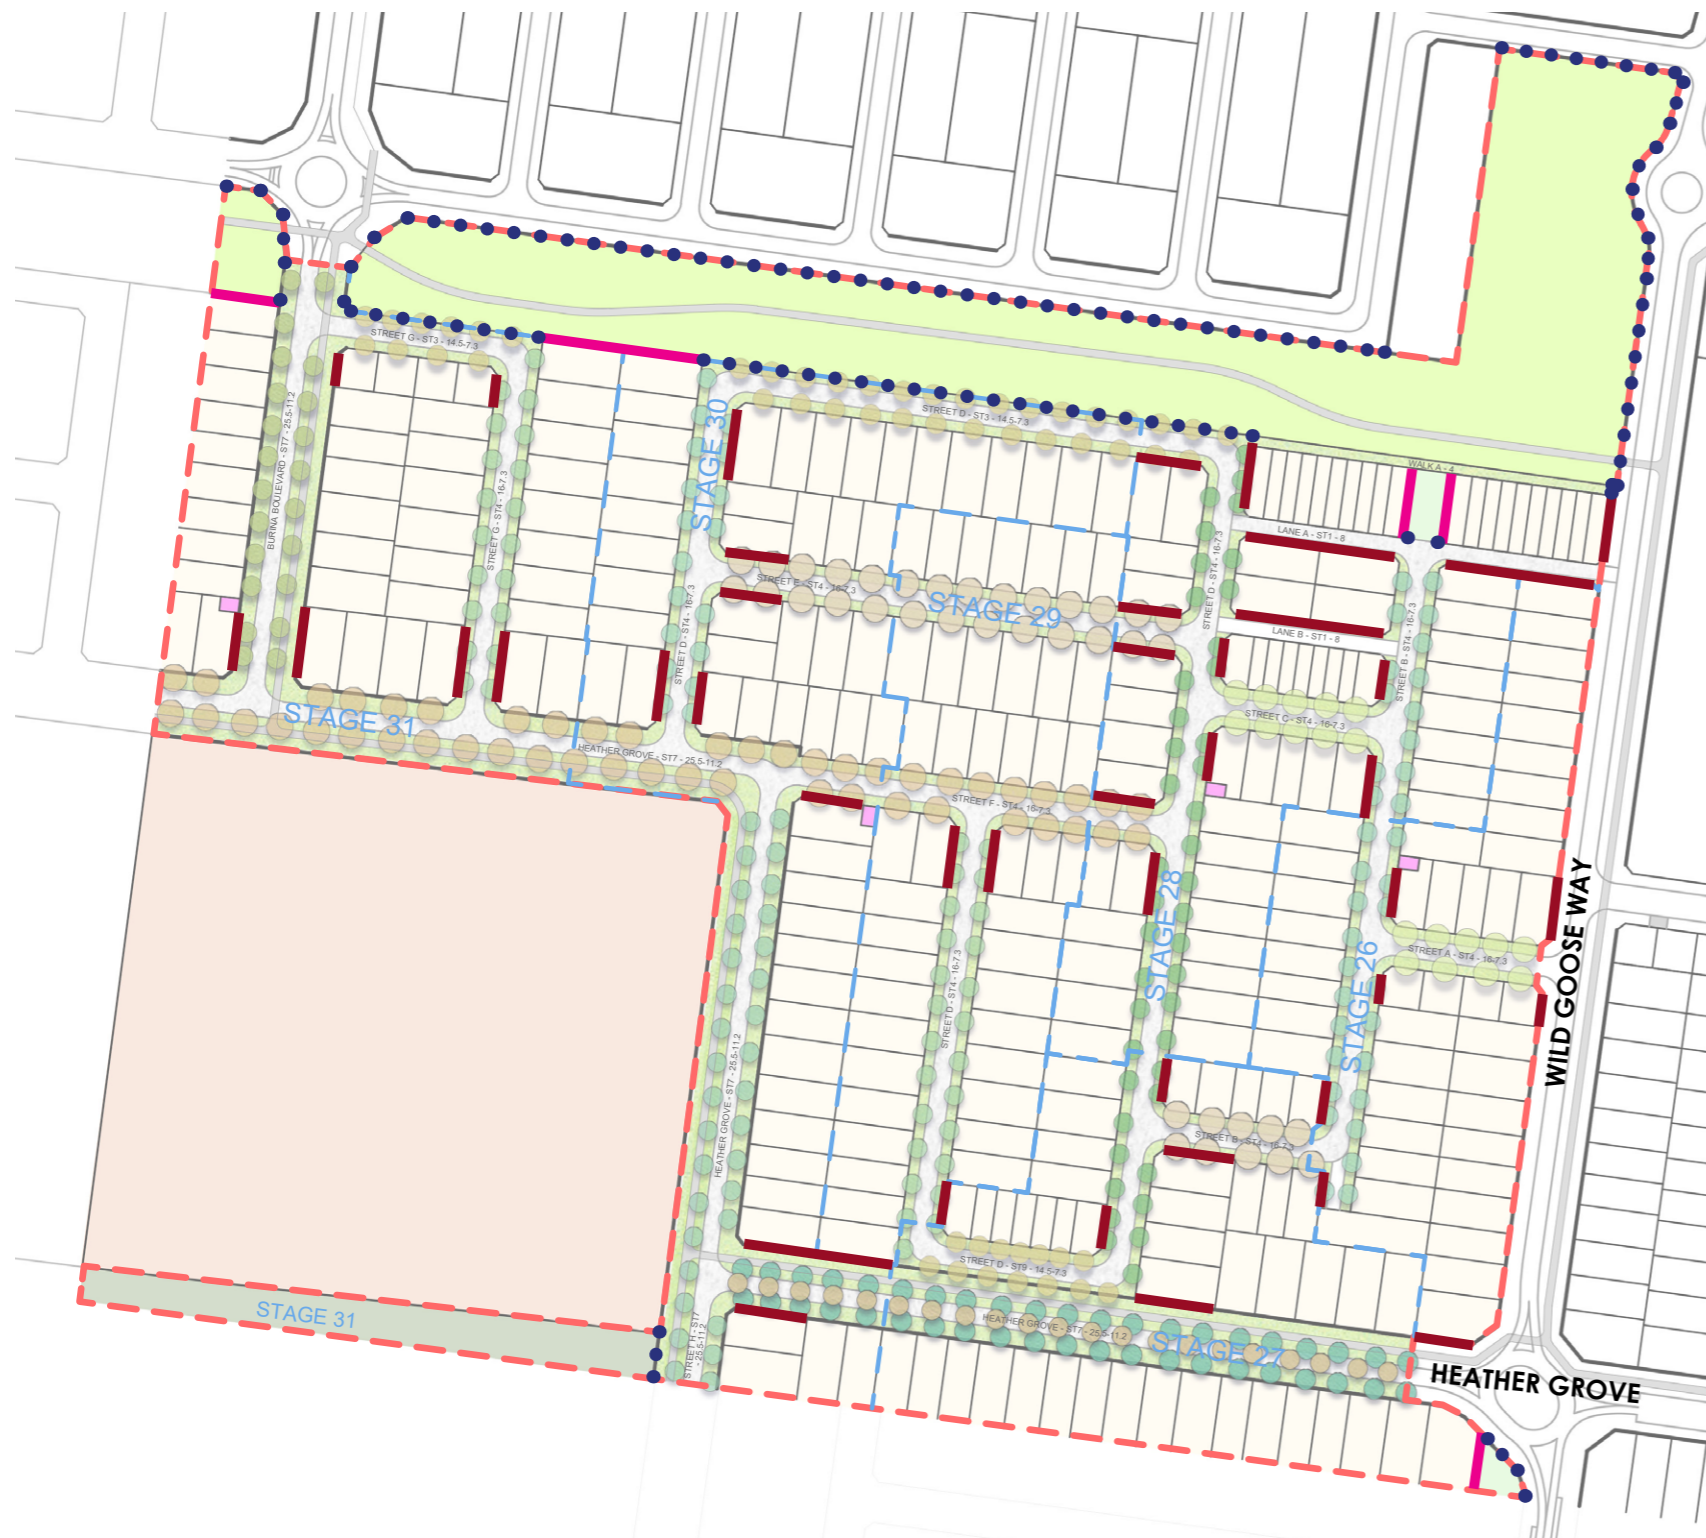 STREET G - ST3 - 14.5-7.3
BURINA BOULEVARD - ST7 - 25.5-11.2
STREET G - ST4 - 16-7.3
STAGE 30
STREET D - ST3 - 14.5-7.3
WALK A - 4
LANE A - ST1 - 8
STREET E - ST4 - 16-7.3
STAGE 29
STREET D - ST4 - 16-7.3
STREET D - ST4 - 16-7.3
LANE B - ST1 - 8
STREET B - ST4 - 16-7.3
STAGE 31
STREET C - ST4 - 16-7.3
HEATHER GROVE - ST7 - 25.5-11.2
STREET F - ST4 - 16-7.3
STAGE 28
STAGE 26
STREET A - ST4 - 16-7.3
WILD GOOSE WAY
STREET D - ST4 - 16-7.3
HEATHER GROVE - ST7 - 25.5-11.2
STREET B - ST4 - 16-7.3
STREET D - ST9 - 14.5-7.3
STAGE 31
STREET H - ST7
- 25.5-11.2
HEATHER GROVE - ST7 - 25.5-11.2
STAGE 27
HEATHER GROVE